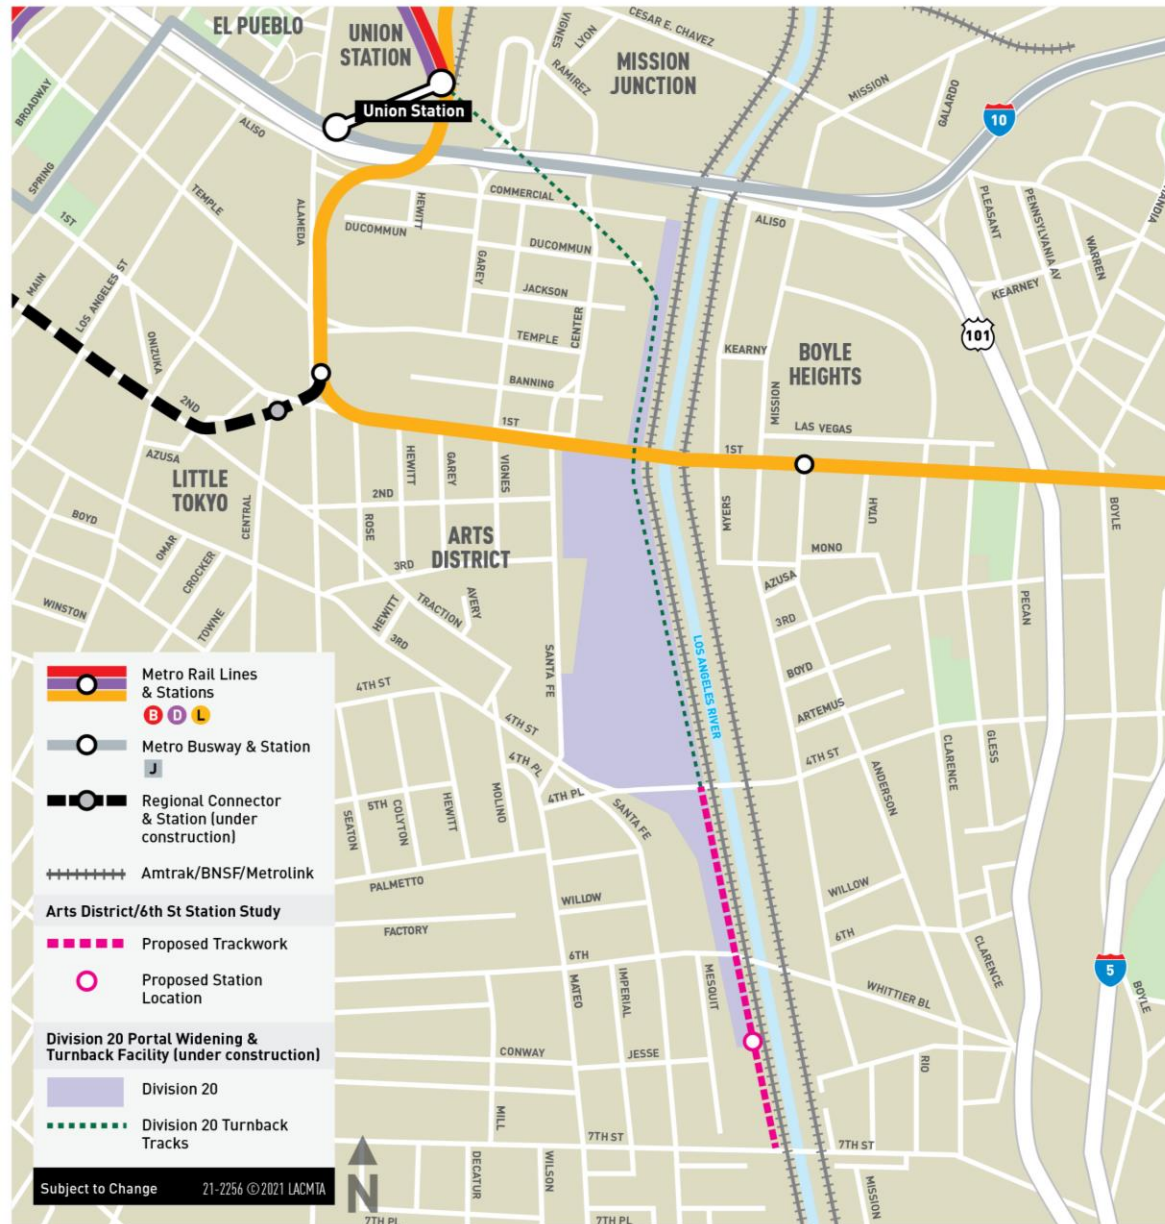 EL PUEBLO
UNION
STATION
VIGNES
LYON
CESAR E. CHAVEZ
MISSION
JUNCTION
RAMIREZ
MISSION
GALARDO
BROADWAY
Union Station
10
ALISO
SPRING
1ST
TEMPLE
ALAMEDA
HEWITT
COMMERCIAL
DUCOMMUN
DUCOMMUN
ALISO
PLEASANT
PENNSYLVANIA AV
WARREN
MAIN
LOS ANGELES ST
GAREY
JACKSON
CENTER
KEARNEY
ONIZUKA
TEMPLE
KEARNY
BOYLE
HEIGHTS
101
2ND
BANNING
MISSION
1ST
LAS VEGAS
1ST
AZUSA
LITTLE
TOKYO
CENTRAL
HEWITT
GAREY
VIGNES
2ND
ROSE
ARTS
DISTRICT
MYERS
UTAH
BOYLE
BOYD
OMAR
CROCKER
3RD
MONO
AZUSA
WINSTON
TOWNE
HEWITT
TRACTION
AVERY
3RD
3RD
PECAN
SANTA FE
LOS ANGELES RIVER
BOYD
ARTEMUS
4TH ST
4TH ST
4TH PL
4TH ST
CLARENCE
GLESS
ANDERSON
4TH PL
SANTA FE
SEATON
5TH
COLYTON
HEWITT
MOLINO
PALMETTO
WILLOW
WILLOW
FACTORY
6TH
6TH
CLARENCE
MATEO
IMPERIAL
MESQUIT
WHITTIER BL
5
BOYLE
CONWAY
JESSE
RIO
MILL
7TH ST
7TH ST
DECATUR
WILSON
MISSION
7TH PL
7TH PL
Metro Rail Lines
& Stations
B D L
Metro Busway & Station
J
Regional Connector
& Station (under
construction)
Amtrak/BNSF/Metrolink
Arts District/6th St Station Study
Proposed Trackwork
Proposed Station
Location
Division 20 Portal Widening &
Turnback Facility (under construction)
Division 20
Division 20 Turnback
Tracks
Subject to Change 21-2256 ©2021 LACMTA
N